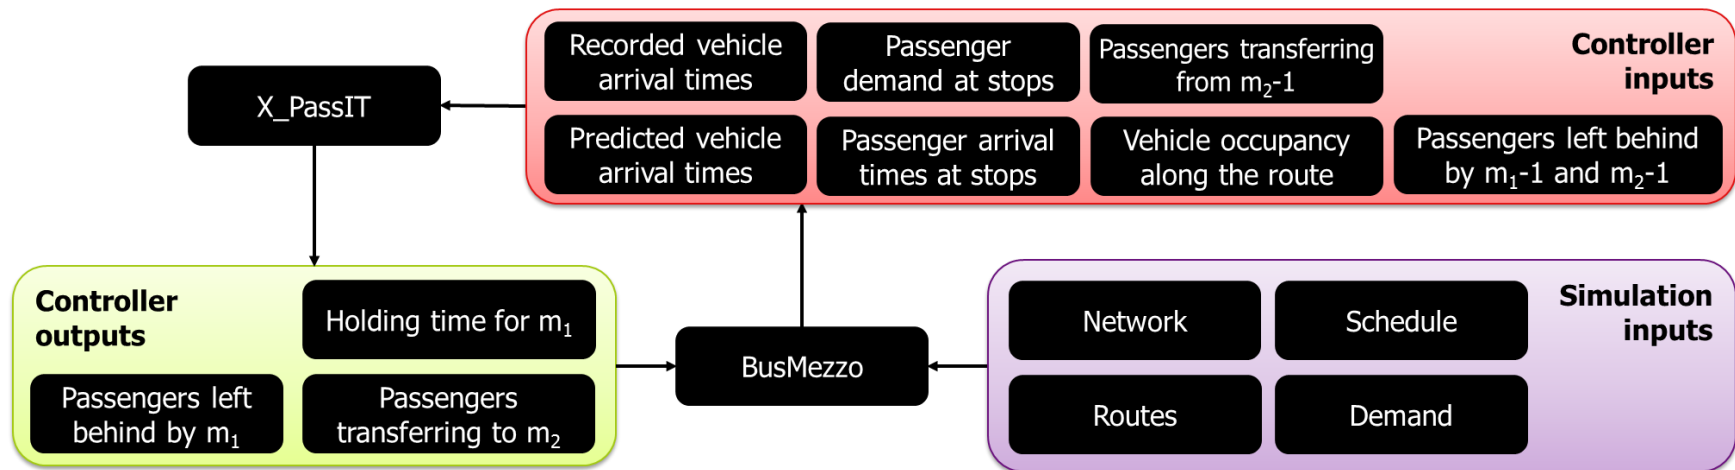 Controller
inputs
Recorded vehicle
arrival times
Passenger
demand at stops
Passengers transferring
from m₂-1
Predicted vehicle
arrival times
Passenger arrival
times at stops
Vehicle occupancy
along the route
Passengers left behind
by m₁-1 and m₂-1
X_PassIT
Controller
outputs
Holding time for m₁
Passengers left
behind by m₁
Passengers
transferring to m₂
BusMezzo
Simulation
inputs
Network
Schedule
Routes
Demand